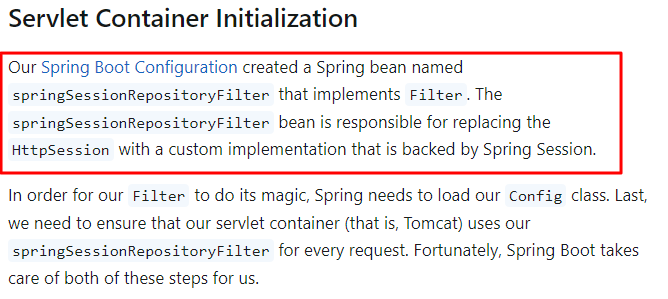 Servlet Container Initialization
Our Spring Boot Configuration created a Spring bean named
springSessionRepositoryFilter that implements Filter. The
springSessionRepositoryFilter bean is responsible for replacing the
HttpSession with a custom implementation that is backed by Spring Session.
In order for our Filter to do its magic, Spring needs to load our Config class. Last,
we need to ensure that our servlet container (that is, Tomcat) uses our
springSessionRepositoryFilter for every request. Fortunately, Spring Boot takes
care of both of these steps for us.